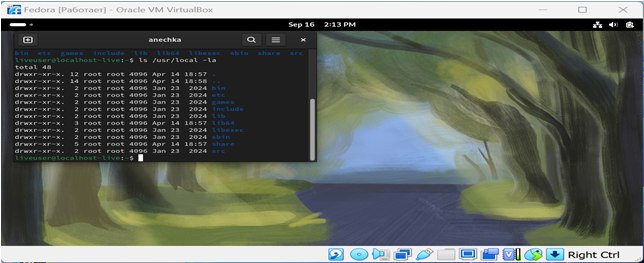 Fedora [Работает] - Oracle VM VirtualBox
Sep 16 2:13 PM
anechka
bin etc games include lib lib64 libexec sbin share src
liveuser@localhost-live:~$ ls /usr/local -la
total 48
drwxr-xr-x. 12 root root 4096 Apr 14 18:57 .
drwxr-xr-x. 14 root root 4096 Apr 14 18:58 ..
drwxr-xr-x. 2 root root 4096 Jan 23 2024 bin
drwxr-xr-x. 2 root root 4096 Jan 23 2024 etc
drwxr-xr-x. 2 root root 4096 Jan 23 2024 games
drwxr-xr-x. 2 root root 4096 Jan 23 2024 include
drwxr-xr-x. 2 root root 4096 Jan 23 2024 lib
drwxr-xr-x. 3 root root 4096 Apr 14 18:57 lib64
drwxr-xr-x. 2 root root 4096 Jan 23 2024 libexec
drwxr-xr-x. 2 root root 4096 Jan 23 2024 sbin
drwxr-xr-x. 5 root root 4096 Apr 14 18:57 share
drwxr-xr-x. 2 root root 4096 Jan 23 2024 src
liveuser@localhost-live:~$
Right Ctrl